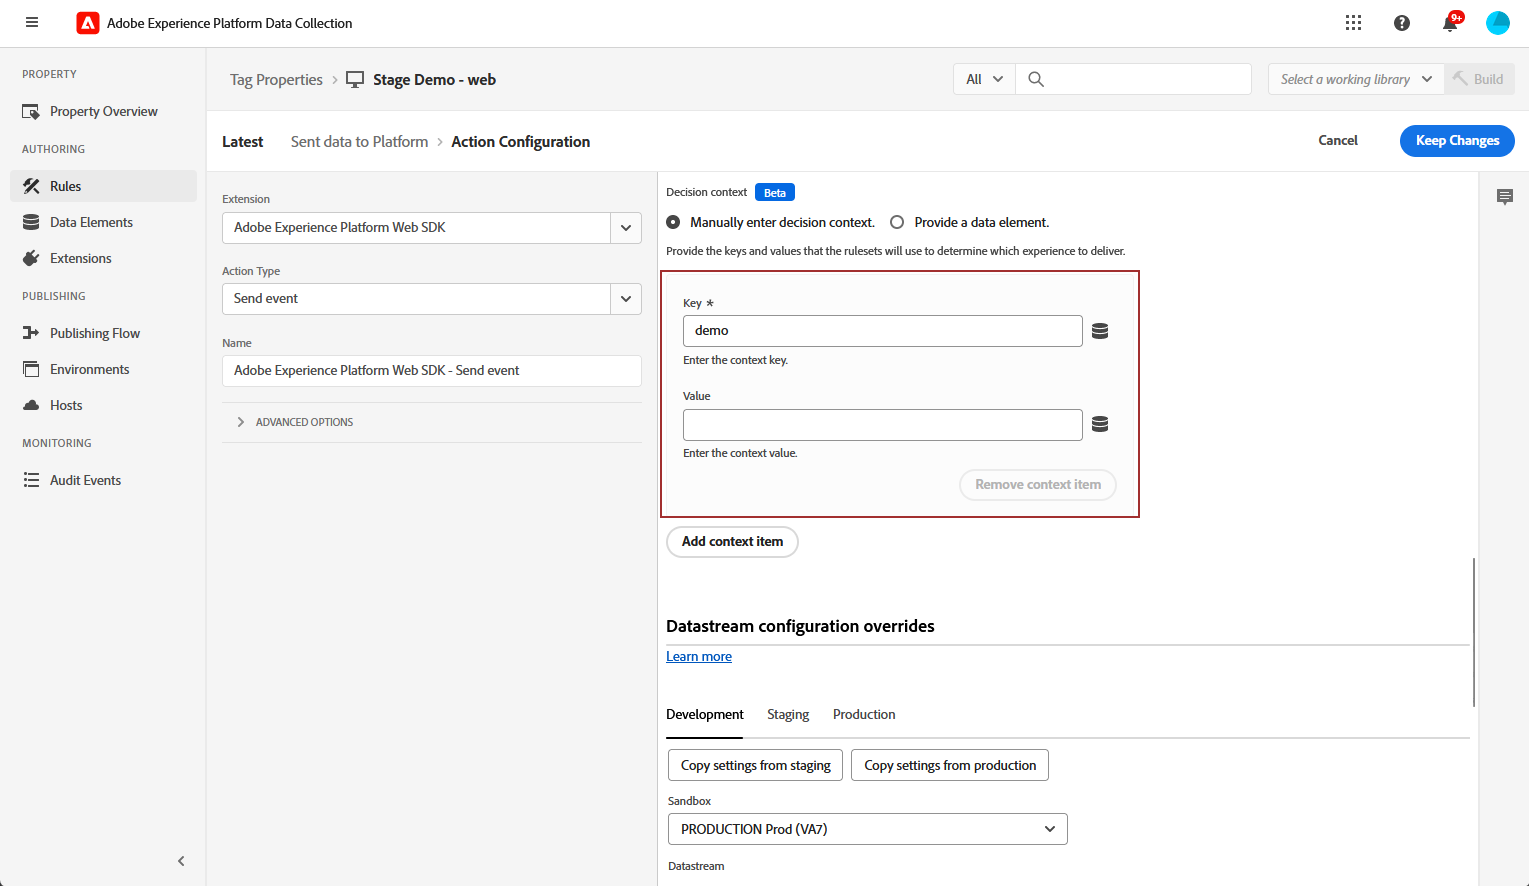 Adobe Experience Platform Data Collection
9+
PROPERTY
Property Overview
AUTHORING
Rules
Data Elements
Extensions
PUBLISHING
Publishing Flow
Environments
Hosts
MONITORING
Audit Events
Tag Properties > Stage Demo - web
All
Select a working library
Build
Latest
Sent data to Platform > Action Configuration
Cancel
Keep Changes
Extension
Adobe Experience Platform Web SDK
Action Type
Send event
Name
Adobe Experience Platform Web SDK - Send event
ADVANCED OPTIONS
Decision context Beta
Manually enter decision context. Provide a data element.
Provide the keys and values that the rulesets will use to determine which experience to deliver.
Key *
demo
Enter the context key.
Value
Enter the context value.
Remove context item
Add context item
Datastream configuration overrides
Learn more
Development Staging Production
Copy settings from staging Copy settings from production
Sandbox
PRODUCTION Prod (VA7)
Datastream